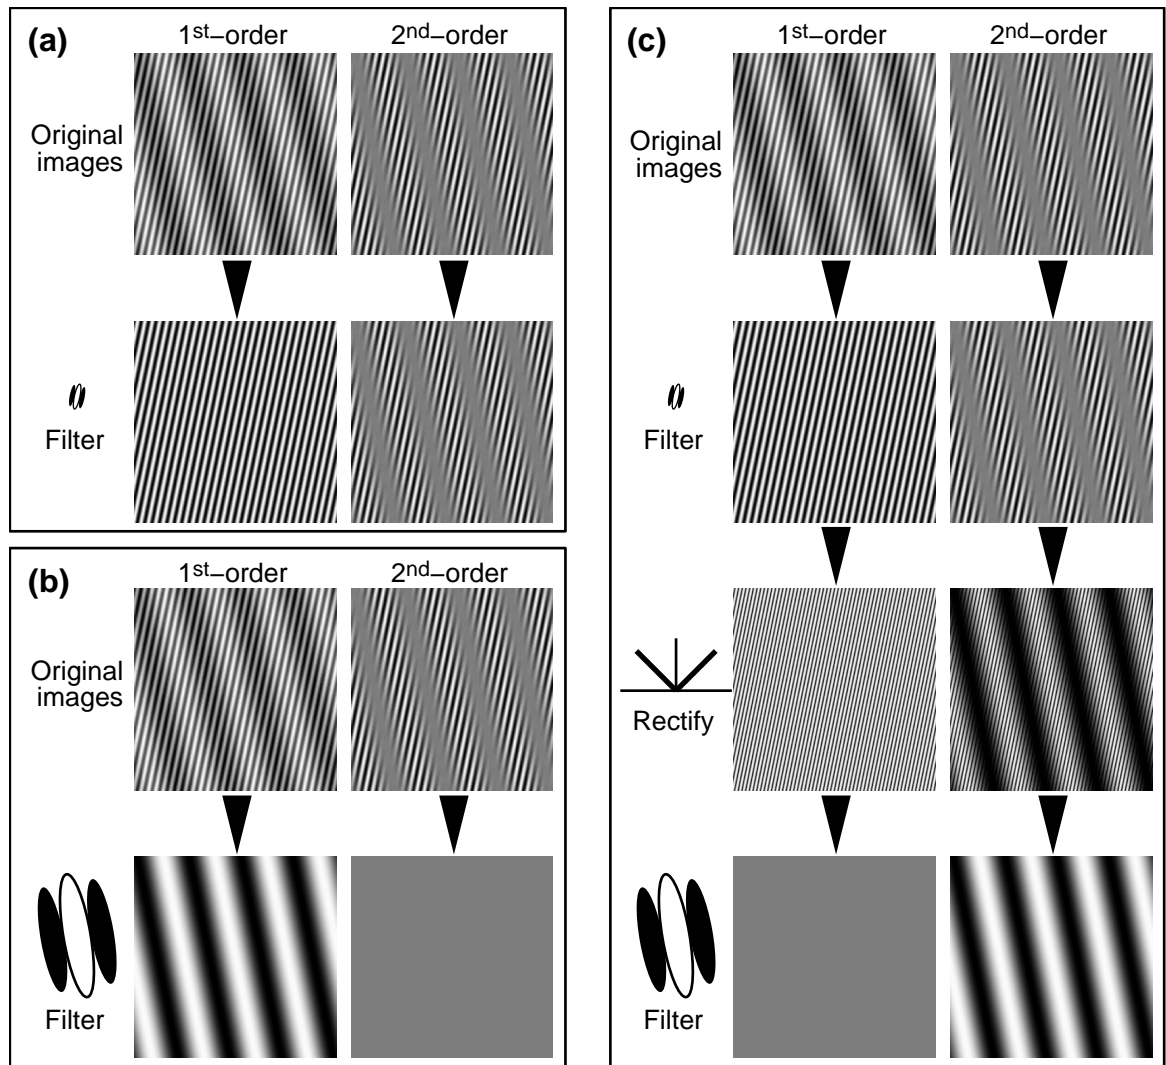 (a)
1st–order 2nd–order
Original
images
Filter
(b)
1st–order 2nd–order
Original
images
Filter
(c)
1st–order 2nd–order
Original
images
Filter
Rectify
Filter